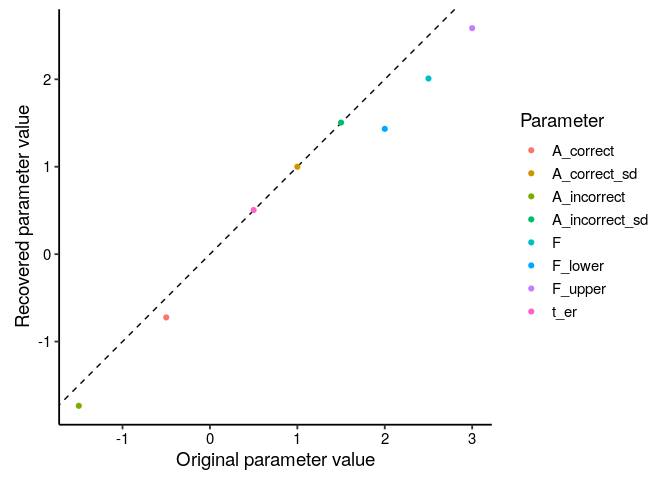 Recovered parameter value
2
1
0
-1
-1
0
1
2
3
Original parameter value
Parameter
A_correct
A_correct_sd
A_incorrect
A_incorrect_sd
F
F_lower
F_upper
t_er